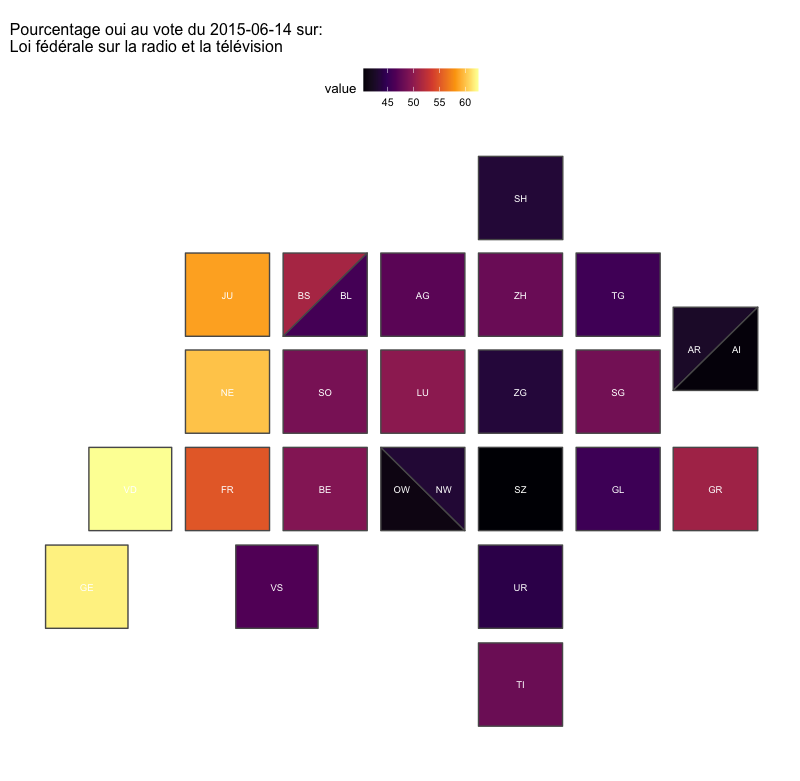 Pourcentage oui au vote du 2015-06-14 sur:
Loi fédérale sur la radio et la télévision
value
45 50 55 60
SH
JU BS BL AG ZH TG
AR AI
NE SO LU ZG SG
VD FR BE OW NW SZ GL GR
GE VS UR
TI